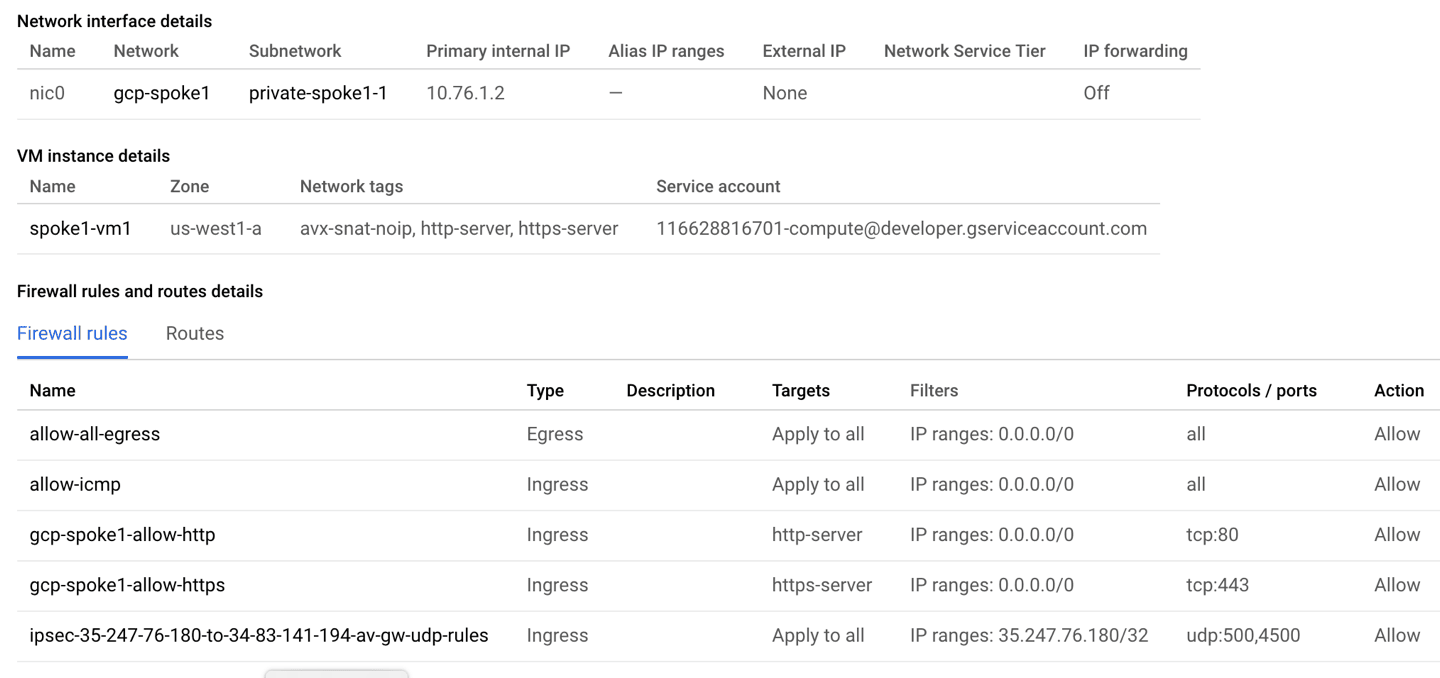 Network interface details
Name Network Subnetwork Primary internal IP Alias IP ranges External IP Network Service Tier IP forwarding
nic0 gcp-spoke1 private-spoke1-1 10.76.1.2 — None Off
VM instance details
Name Zone Network tags Service account
spoke1-vm1 us-west1-a avx-snat-noip, http-server, https-server 116628816701-compute@developer.gserviceaccount.com
Firewall rules and routes details
Firewall rules Routes
Name Type Description Targets Filters Protocols / ports Action
allow-all-egress Egress Apply to all IP ranges: 0.0.0.0/0 all Allow
allow-icmp Ingress Apply to all IP ranges: 0.0.0.0/0 all Allow
gcp-spoke1-allow-http Ingress http-server IP ranges: 0.0.0.0/0 tcp:80 Allow
gcp-spoke1-allow-https Ingress https-server IP ranges: 0.0.0.0/0 tcp:443 Allow
ipsec-35-247-76-180-to-34-83-141-194-av-gw-udp-rules Ingress Apply to all IP ranges: 35.247.76.180/32 udp:500,4500 Allow